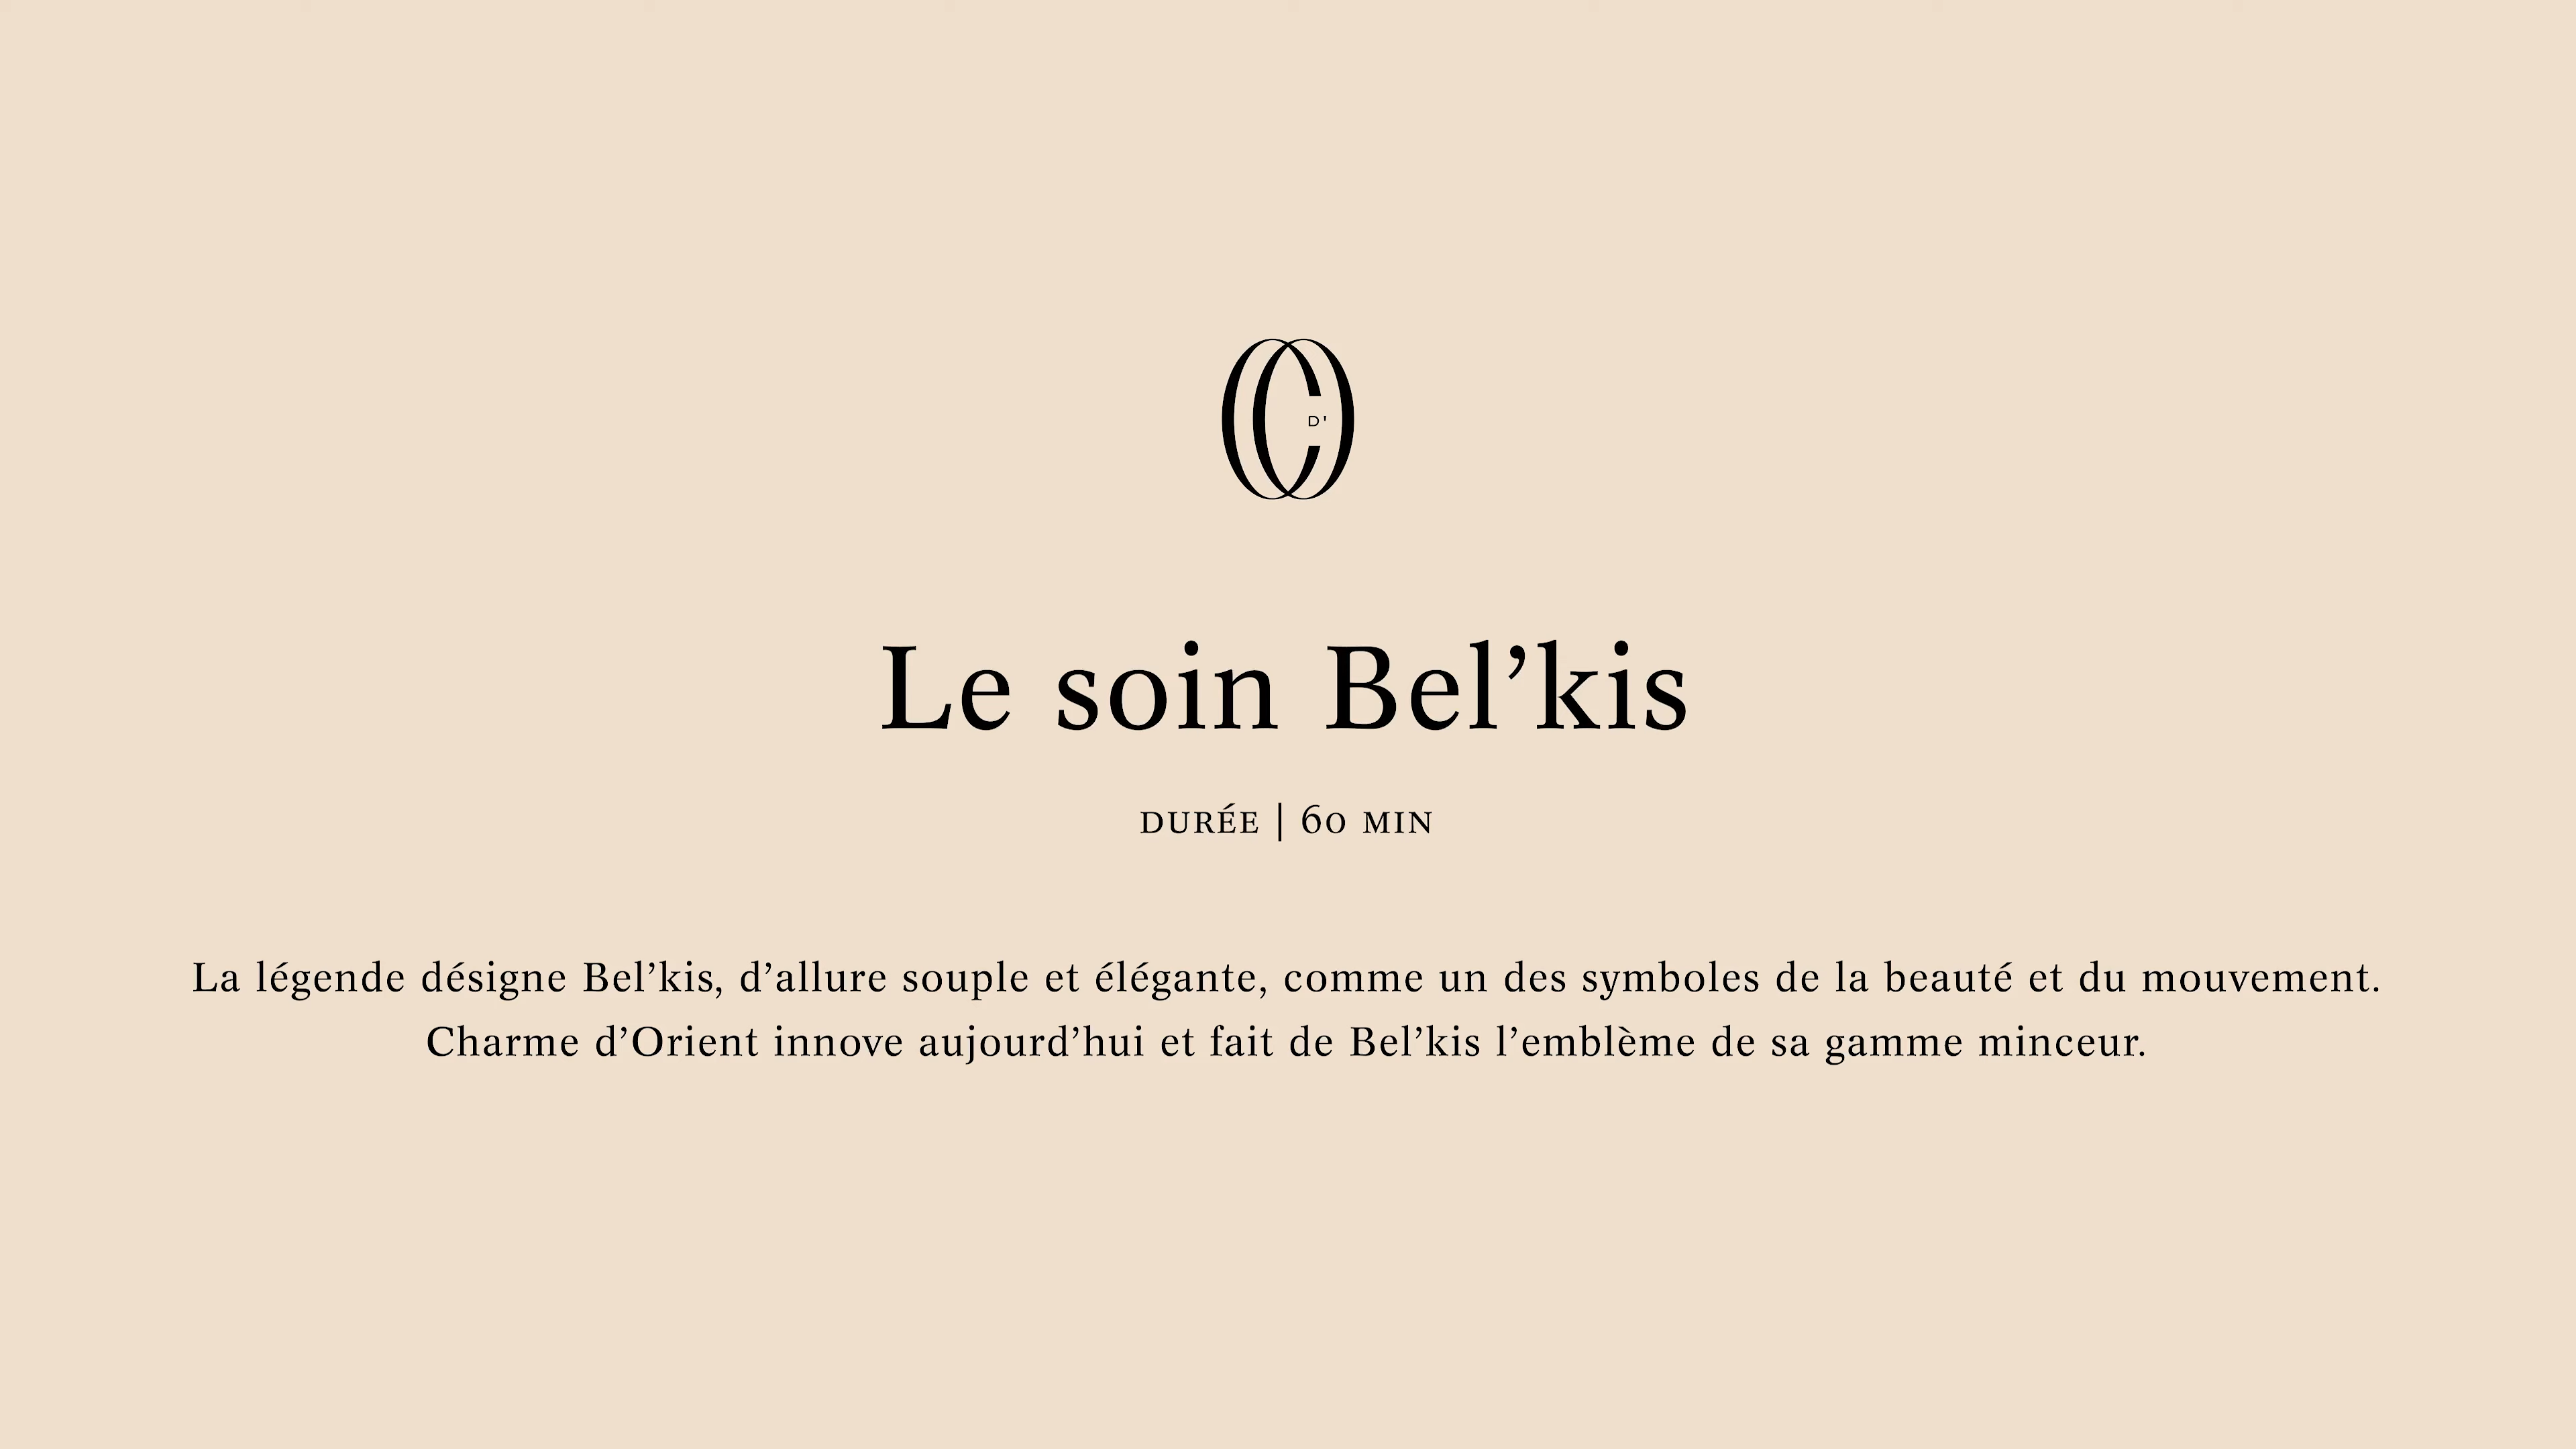 C D' O
Le soin Bel’kis
DURÉE | 60 MIN
La légende désigne Bel’kis, d’allure souple et élégante, comme un des symboles de la beauté et du mouvement.
Charme d’Orient innove aujourd’hui et fait de Bel’kis l’emblème de sa gamme minceur.